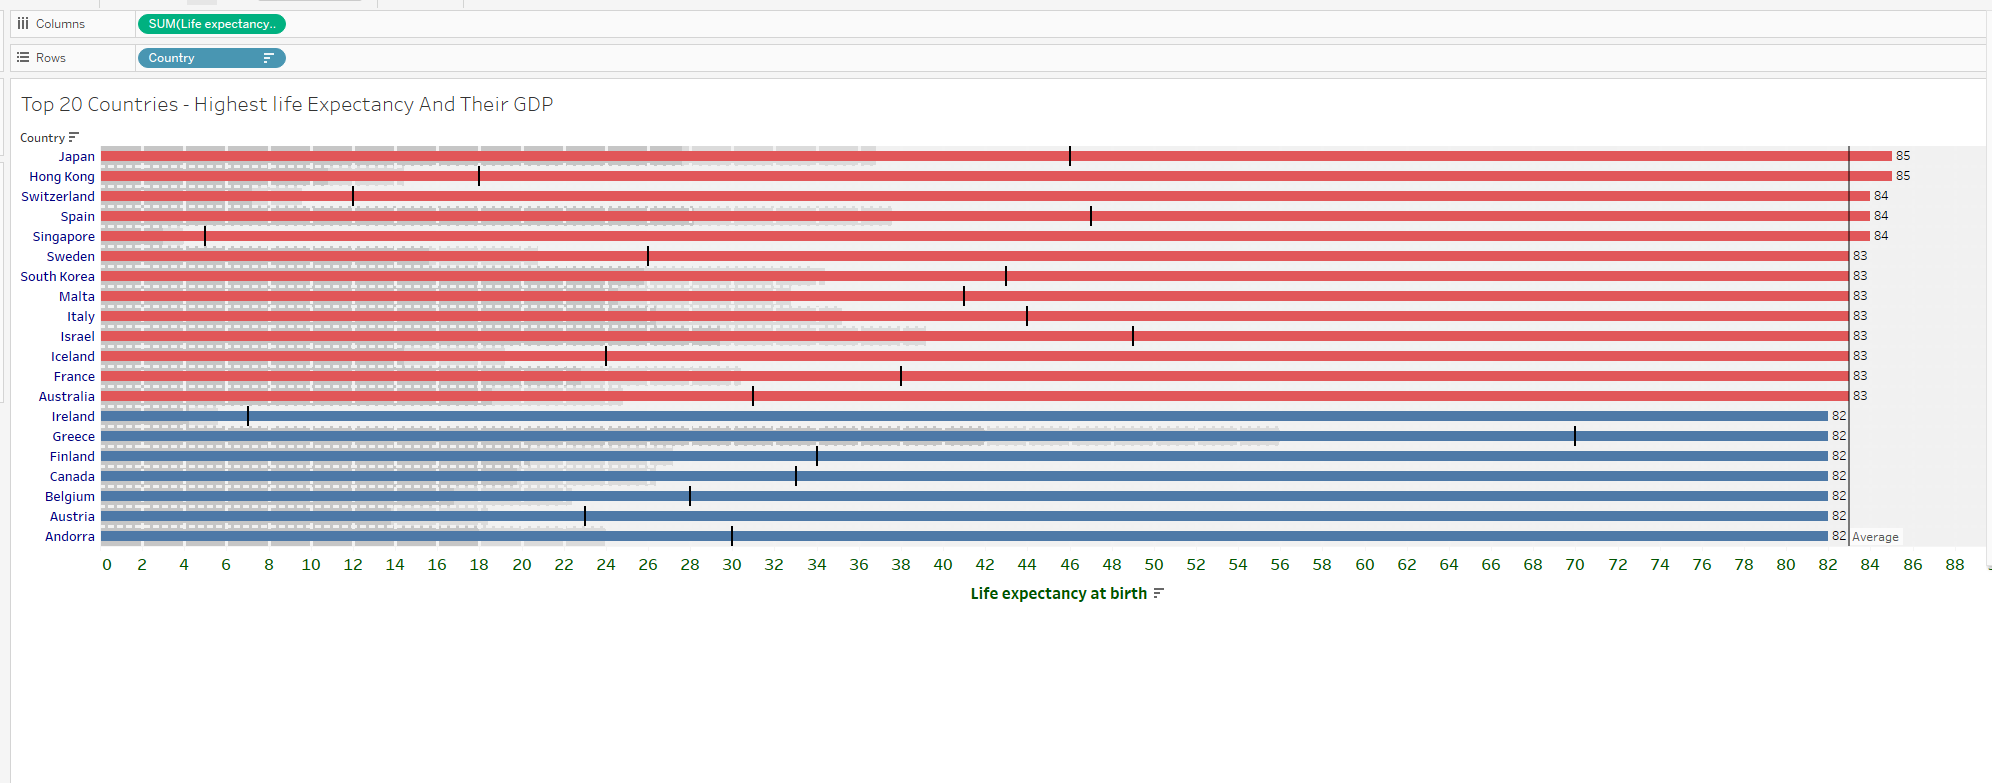 Columns SUM(Life expectancy..
Rows Country
Top 20 Countries - Highest life Expectancy And Their GDP
Country
Japan 85
Hong Kong 85
Switzerland 84
Spain 84
Singapore 84
Sweden 83
South Korea 83
Malta 83
Italy 83
Israel 83
Iceland 83
France 83
Australia 83
Ireland 82
Greece 82
Finland 82
Canada 82
Belgium 82
Austria 82
Andorra 82 Average
0 2 4 6 8 10 12 14 16 18 20 22 24 26 28 30 32 34 36 38 40 42 44 46 48 50 52 54 56 58 60 62 64 66 68 70 72 74 76 78 80 82 84 86 88
Life expectancy at birth